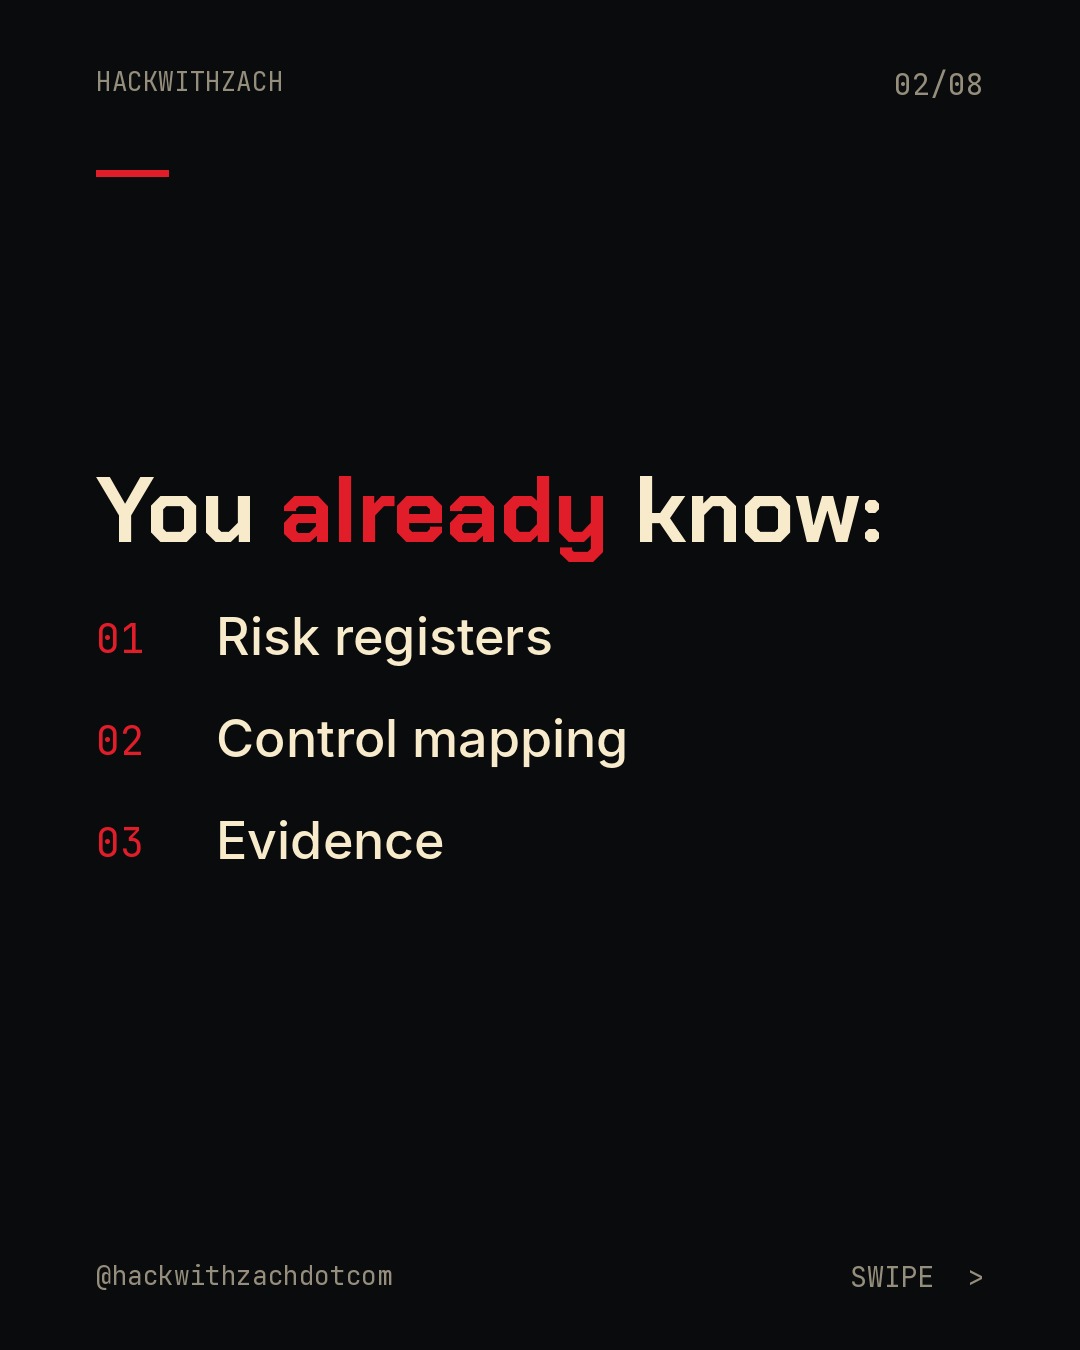 HACKWITHZACH
02/08
You already know:
01 Risk registers
02 Control mapping
03 Evidence
@hackwithzachdotcom
SWIPE >